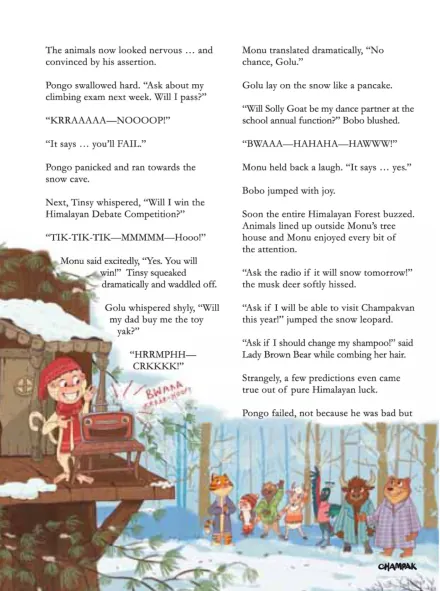 The animals now looked nervous … and
convinced by his assertion.
Pongo swallowed hard. “Ask about my
climbing exam next week. Will I pass?”
“KRRAAAAA—NOOOOP!”
“It says … you’ll FAIL.”
Pongo panicked and ran towards the
snow cave.
Next, Tinsy whispered, “Will I win the
Himalayan Debate Competition?”
“TIK-TIK-TIK—MMMMM—Hooo!”
Monu said excitedly, “Yes. You will
win!” Tinsy squeaked
dramatically and waddled off.
Golu whispered shyly, “Will
my dad buy me the toy
yak?”
“HRRMPHH—
CRKKKK!”
BWAAA
Monu translated dramatically, “No
chance, Golu.”
Golu lay on the snow like a pancake.
“Will Solly Goat be my dance partner at the
school annual function?” Bobo blushed.
“BWAAA—HAHAHA—HAWWW!”
Monu held back a laugh. “It says … yes.”
Bobo jumped with joy.
Soon the entire Himalayan Forest buzzed.
Animals lined up outside Monu’s tree
house and Monu enjoyed every bit of
the attention.
“Ask the radio if it will snow tomorrow!”
the musk deer softly hissed.
“Ask if I will be able to visit Champakvan
this year!” jumped the snow leopard.
“Ask if I should change my shampoo!” said
Lady Brown Bear while combing her hair.
Strangely, a few predictions even came
true out of pure Himalayan luck.
Pongo failed, not because he was bad but
CHAMPAK